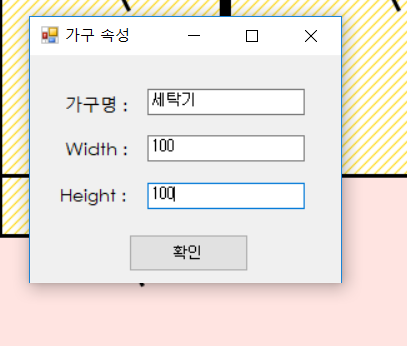 가구 속성
가구명 : 세탁기
Width : 100
Height : 100
확인